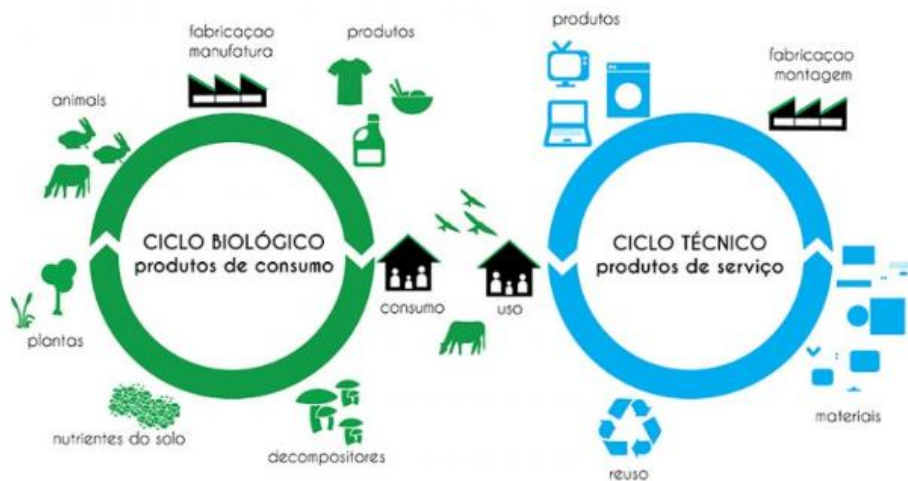 fabricaçao
manufatura
produtos
animais
CICLO BIOLÓGICO
produtos de consumo
consumo
plantas
nutrientes do solo
decompositores
produtos
fabricaçao
montagem
CICLO TÉCNICO
produtos de serviço
uso
materiais
reuso